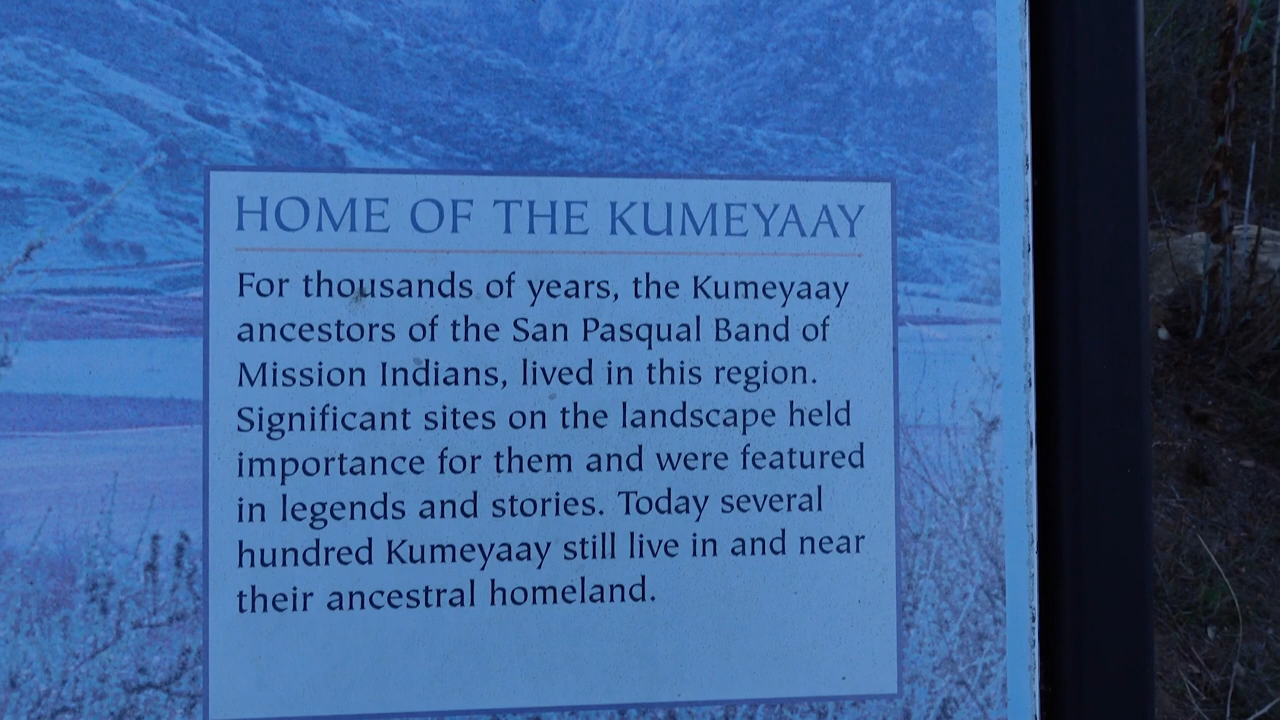 HOME OF THE KUMEYAAY
For thousands of years, the Kumeyaay
ancestors of the San Pasqual Band of
Mission Indians, lived in this region.
Significant sites on the landscape held
importance for them and were featured
in legends and stories. Today several
hundred Kumeyaay still live in and near
their ancestral homeland.